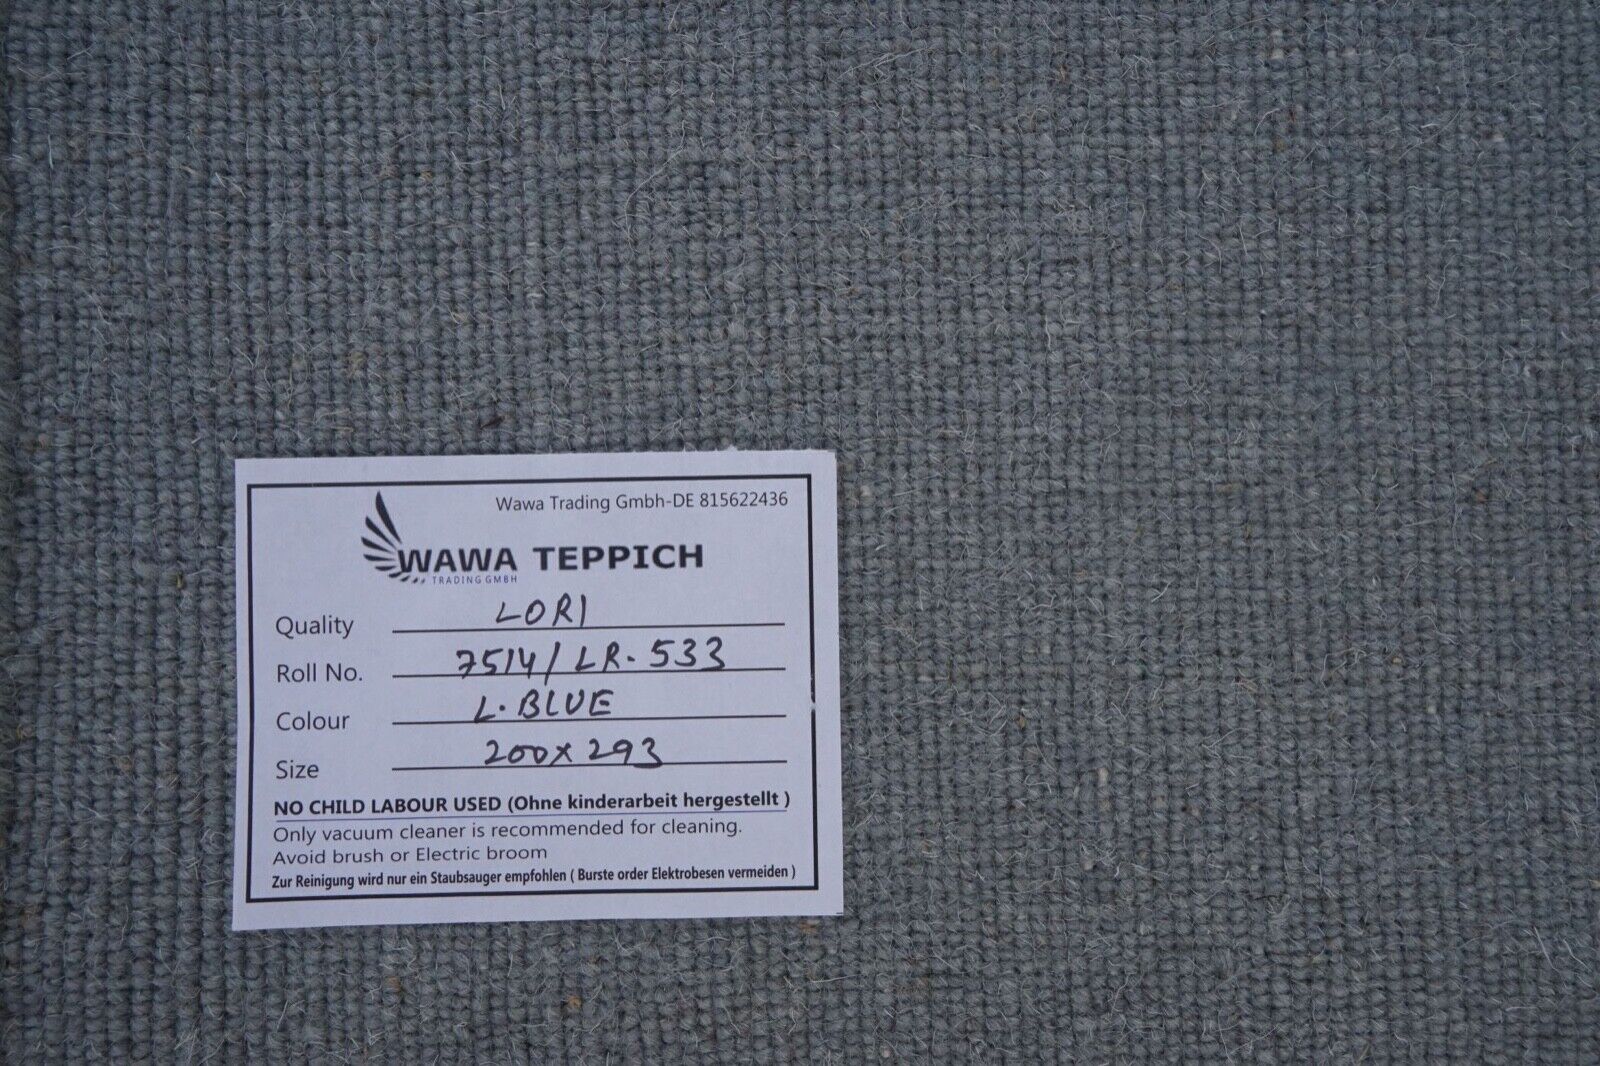 Wawa Trading Gmbh-DE 815622436
WAWA TEPPICH
TRADING GMBH
Quality LORI
Roll No. 7514/LR.533
Colour L.BLUE
Size 200x293
NO CHILD LABOUR USED (Ohne kinderarbeit hergestellt )
Only vacuum cleaner is recommended for cleaning.
Avoid brush or Electric broom
Zur Reinigung wird nur ein Staubsauger empfohlen ( Burste order Elektrobesen vermeiden )